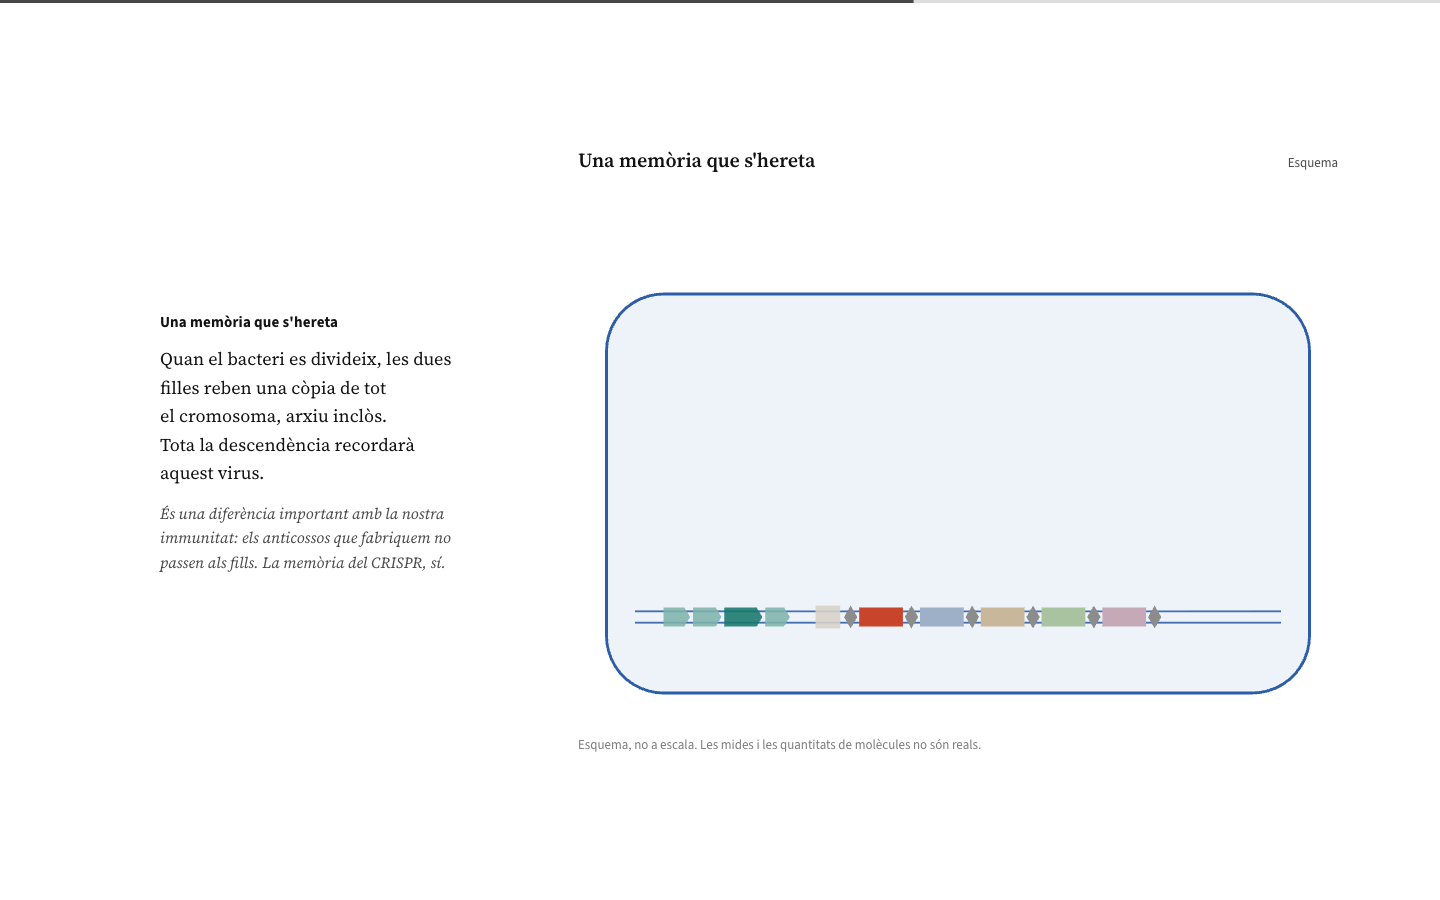 Una memòria que s'hereta
Esquema
Una memòria que s'hereta
Quan el bacteri es divideix, les dues
filles reben una còpia de tot
el cromosoma, arxiu inclòs.
Tota la descendència recordarà
aquest virus.
És una diferència important amb la nostra
immunitat: els anticossos que fabriquem no
passen als fills. La memòria del CRISPR, sí.
Esquema, no a escala. Les mides i les quantitats de molècules no són reals.